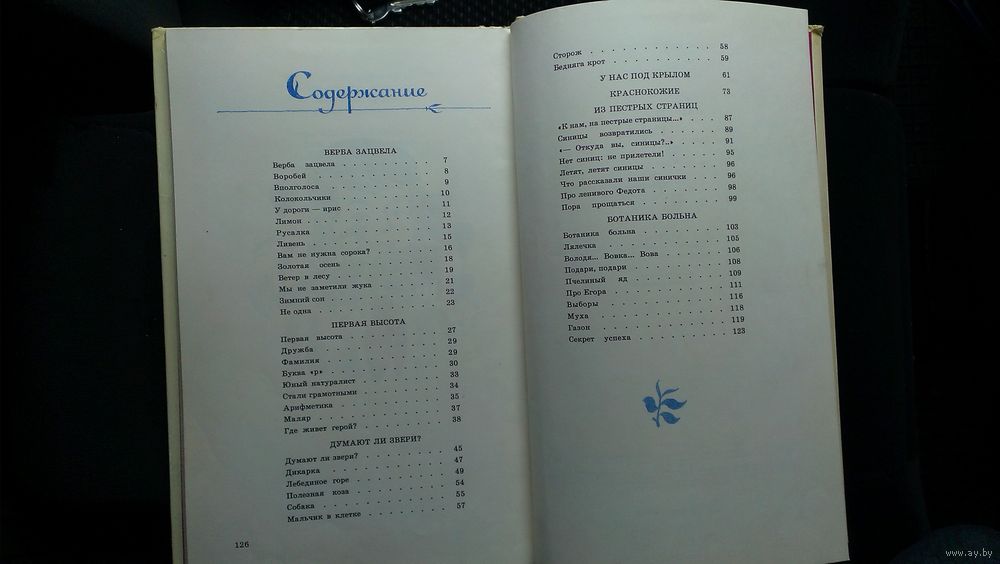 Содержание
ВЕРБА ЗАЦВЕЛА
Верба зацвела . . . . . . . . . 7
Воробей . . . . . . . . . . . . 8
Вполголоса . . . . . . . . . . 9
Колокольчики . . . . . . . . . 10
У дороги — ирис . . . . . . . . 11
Лимон . . . . . . . . . . . . . 12
Русалка . . . . . . . . . . . . 13
Ливень . . . . . . . . . . . . 15
Вам не нужна сорока? . . . . . . 16
Золотая осень . . . . . . . . . 18
Ветер в лесу . . . . . . . . . . 19
Мы не заметили жука . . . . . . 21
Зимний сон . . . . . . . . . . . 22
Не одна . . . . . . . . . . . . 23
ПЕРВАЯ ВЫСОТА
Первая высота . . . . . . . . . 27
Дружба . . . . . . . . . . . . 29
Фамилия . . . . . . . . . . . . 29
Буква «р» . . . . . . . . . . . 30
Юный натуралист . . . . . . . . 33
Стали грамотными . . . . . . . . 34
Арифметика . . . . . . . . . . . 35
Маляр . . . . . . . . . . . . . 37
Где живет герой? . . . . . . . . 38
ДУМАЮТ ЛИ ЗВЕРИ?
Думают ли звери? . . . . . . . . 45
Дикарка . . . . . . . . . . . . 47
Лебединое горе . . . . . . . . . 49
Полезная коза . . . . . . . . . 54
Собака . . . . . . . . . . . . 55
Мальчик в клетке . . . . . . . . 57
126
Сторож . . . . . . . . . . . . 58
Бедняга крот . . . . . . . . . . 59
У НАС ПОД КРЫЛОМ 61
КРАСНОКОЖИЕ 73
ИЗ ПЕСТРЫХ СТРАНИЦ
«К нам, на пестрые страницы...» . . . 87
Синицы возвратились . . . . . . 89
«— Откуда вы, синицы?..» . . . . . 91
Нет синиц: не прилетели! . . . . . 95
Летят, летят синицы . . . . . . . 96
Что рассказали наши синички . . . . 96
Про ленивого Федота . . . . . . . 98
Пора прощаться . . . . . . . . . 99
БОТАНИКА БОЛЬНА
Ботаника больна . . . . . . . . 103
Лялечка . . . . . . . . . . . . 105
Володя... Вовка... Вова . . . . . . 106
Подари, подари . . . . . . . . . 108
Пчелиный яд . . . . . . . . . . 109
Про Егора . . . . . . . . . . . 111
Выборы . . . . . . . . . . . . 116
Муха . . . . . . . . . . . . . 118
Газон . . . . . . . . . . . . . 119
Секрет успеха . . . . . . . . . 123
www.ay.by